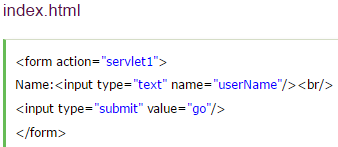 index.html
<form action="servlet1">
Name:<input type="text" name="userName"/><br/>
<input type="submit" value="go"/>
</form>